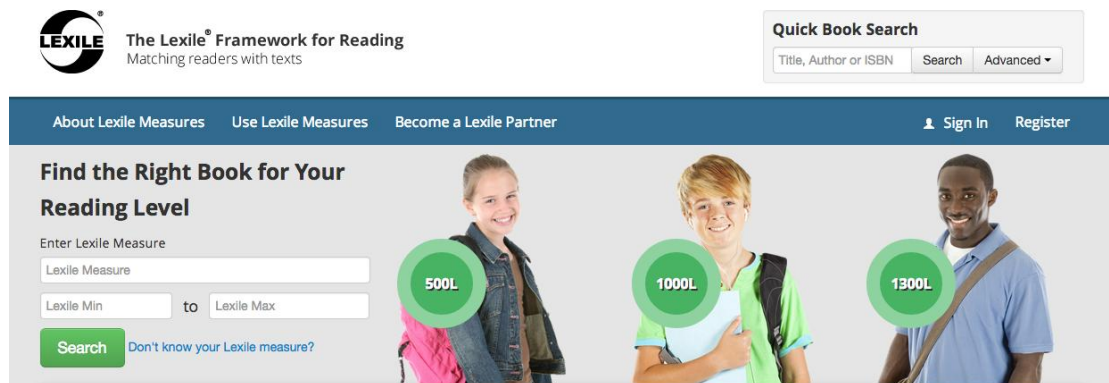 LEXILE®
The Lexile® Framework for Reading
Matching readers with texts
Quick Book Search
Title, Author or ISBN Search Advanced
About Lexile Measures Use Lexile Measures Become a Lexile Partner Sign In Register
Find the Right Book for Your
Reading Level
Enter Lexile Measure
Lexile Measure
Lexile Min to Lexile Max
Search Don't know your Lexile measure?
500L 1000L 1300L